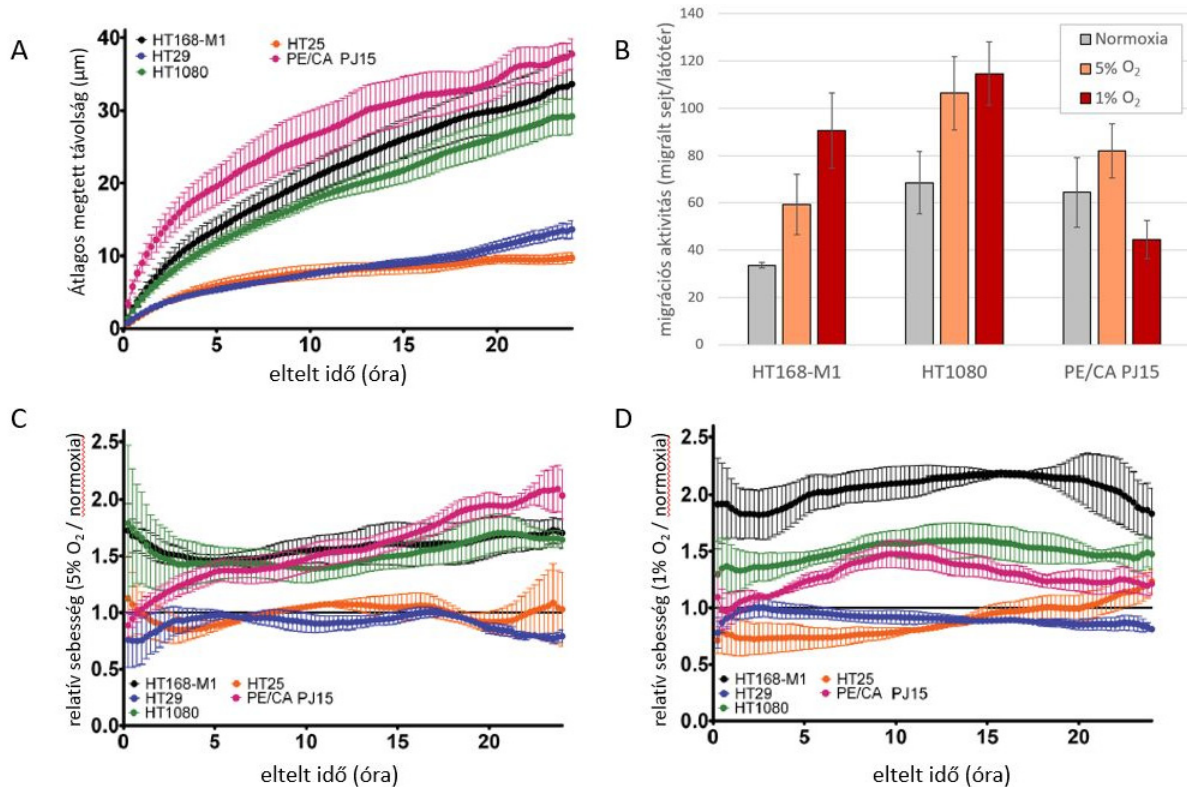 A
Átlagos megtett távolság (µm)
40
30
20
10
0
HT168-M1
HT29
HT1080
HT25
PE/CA PJ15
0
5
10
15
20
eltelt idő (óra)
B
migrációs aktivitás (migrált sejt/látótér)
140
120
100
80
60
40
20
0
Normoxia
5% O₂
1% O₂
HT168-M1
HT1080
PE/CA PJ15
C
relatív sebesség (5% O₂ / normoxia)
2.5
2.0
1.5
1.0
0.5
0.0
HT168-M1
HT29
HT1080
HT25
PE/CA PJ15
0
5
10
15
20
eltelt idő (óra)
D
relatív sebesség (1% O₂ / normoxia)
2.5
2.0
1.5
1.0
0.5
0.0
HT168-M1
HT29
HT1080
HT25
PE/CA PJ15
0
5
10
15
20
eltelt idő (óra)